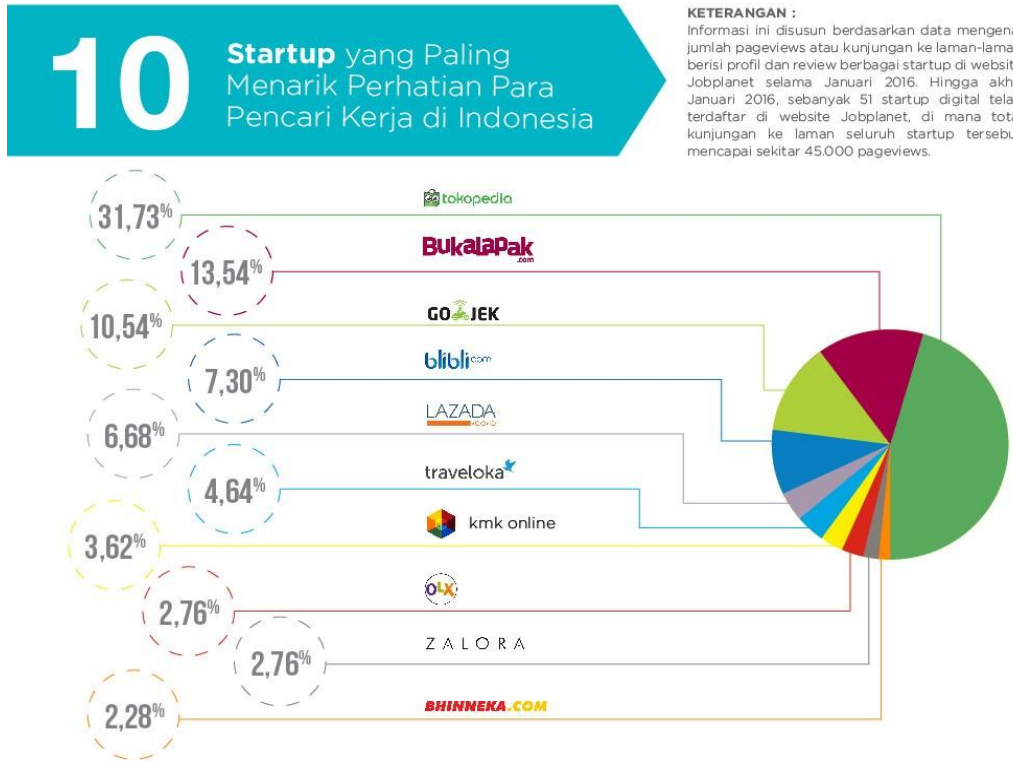 10
Startup yang Paling
Menarik Perhatian Para
Pencari Kerja di Indonesia
KETERANGAN :
Informasi ini disusun berdasarkan data mengena
jumlah pageviews atau kunjungan ke laman-lama
berisi profil dan review berbagai startup di websit
Jobplanet selama Januari 2016. Hingga akh
Januari 2016, sebanyak 51 startup digital tela
terdaftar di website Jobplanet, di mana tota
kunjungan ke laman seluruh startup tersebu
mencapai sekitar 45.000 pageviews.
31,73%
tokopedia
13,54%
BUKALAPAK
.com
10,54%
GO JEK
7,30%
blibli.com
6,68%
LAZADA
.co.id
4,64%
traveloka
3,62%
kmk online
2,76%
OLX
2,76%
ZALORA
2,28%
BHINNEKA.COM